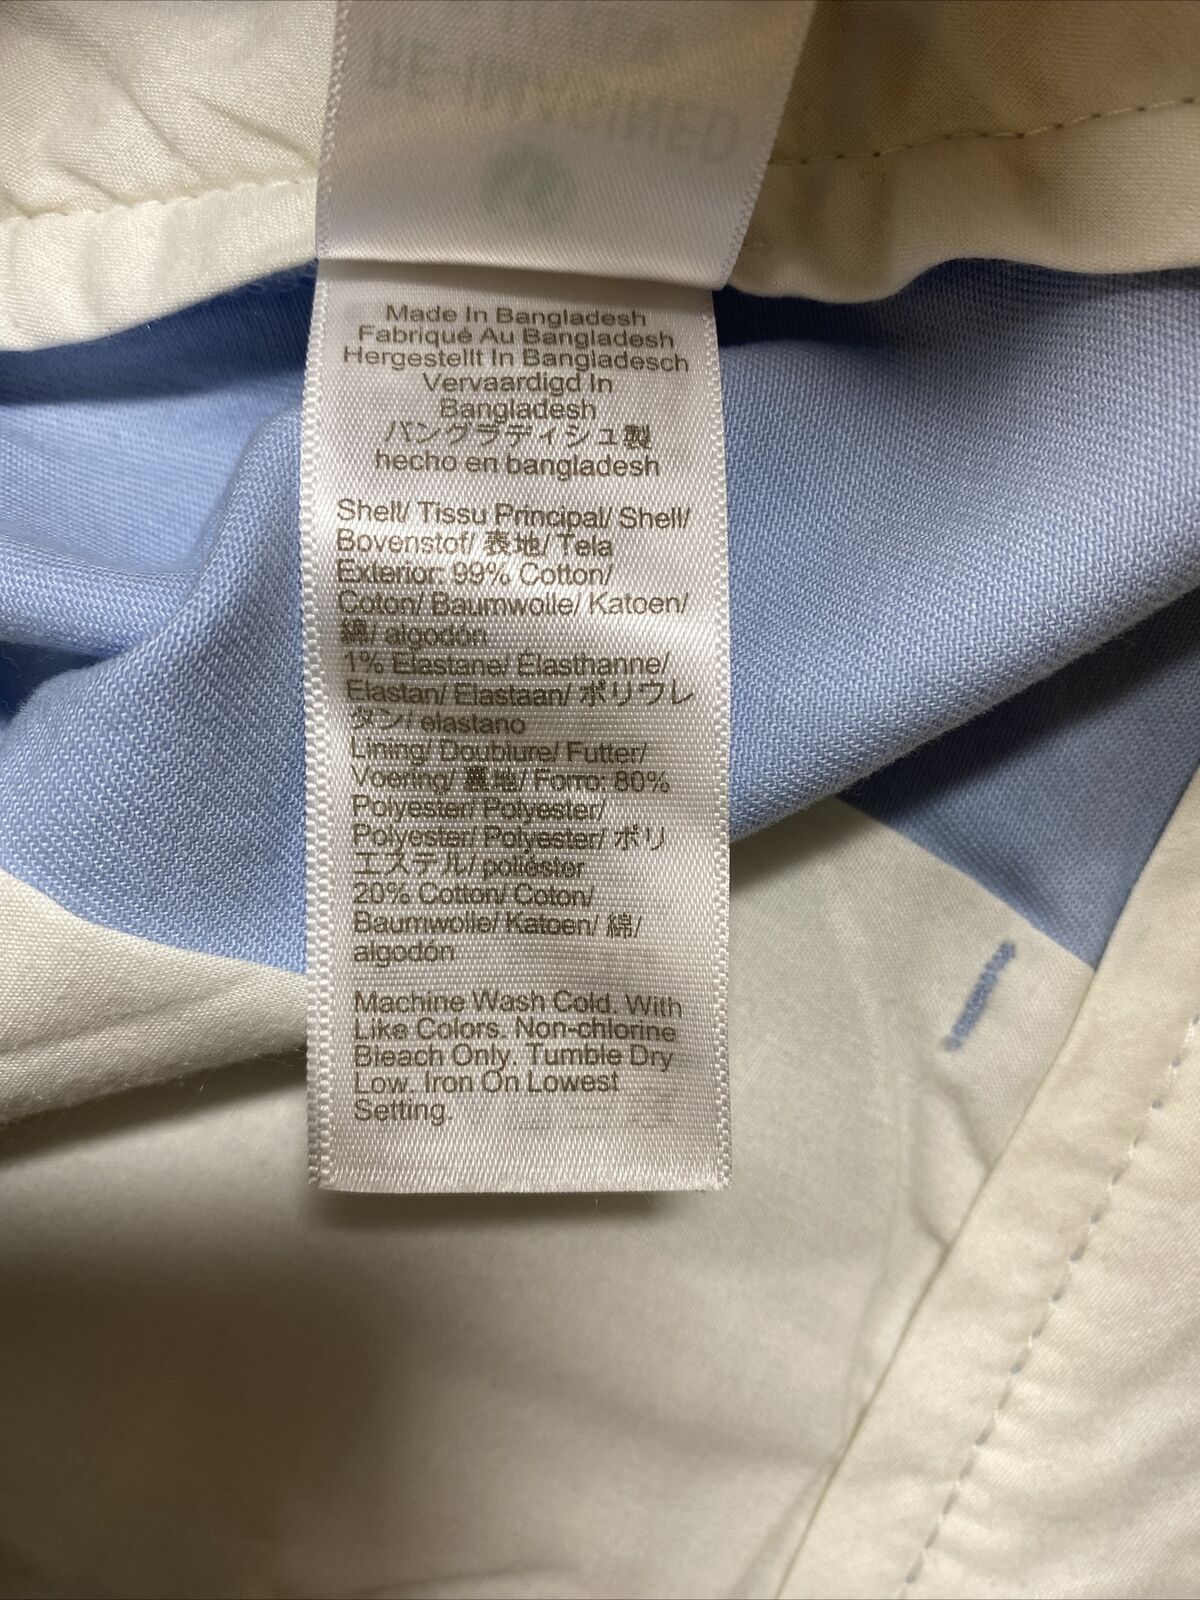 Made In Bangladesh
Fabriqué Au Bangladesh
Hergestellt In Bangladesch
Vervaardigd In
Bangladesh
バングラディシュ製
hecho en bangladesh
Shell/ Tissu Principal/ Shell/
Bovenstof/ 表地/ Tela
Exterior: 99% Cotton/
Coton/ Baumwolle/ Katoen/
綿/ algodón
1% Elastane/ Élasthanne/
Elastan/ Elastaan/ ポリウレ
タン/ elastano
Lining/ Doublure/ Futter/
Voering/ 裏地/ Forro: 80%
Polyester/ Polyester/
Polyester/ Polyester/ ポリ
エステル/ poliéster
20% Cotton/ Coton/
Baumwolle/ Katoen/ 綿/
algodón
Machine Wash Cold. With
Like Colors. Non-chlorine
Bleach Only. Tumble Dry
Low. Iron On Lowest
Setting.